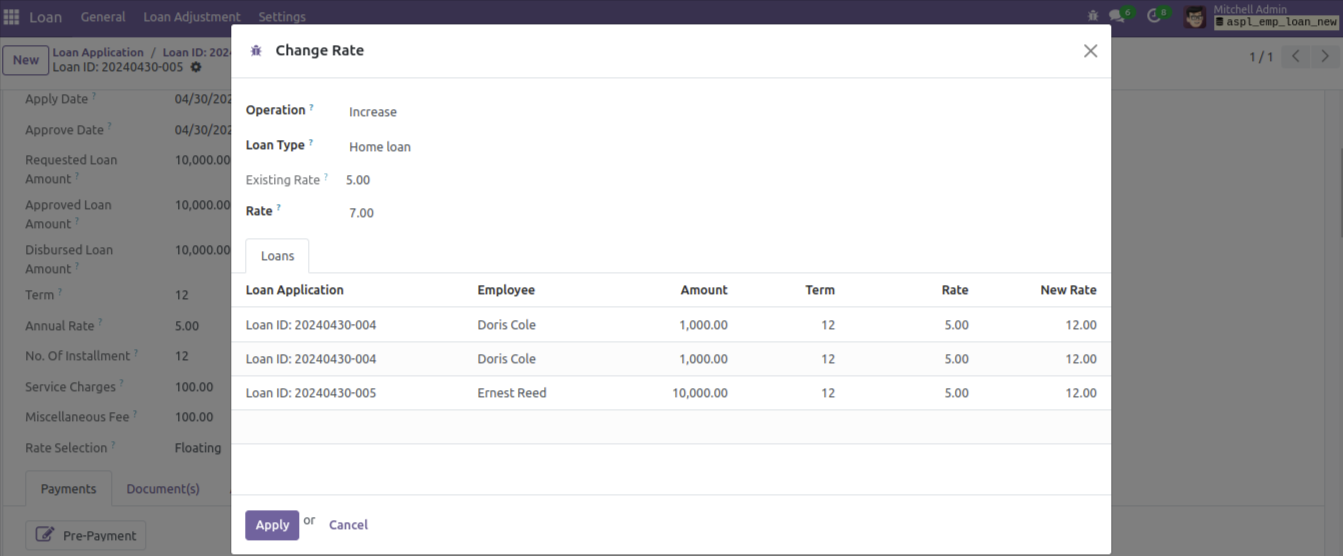 Loan General Loan Adjustment Settings 6 8 Mitchell Admin
aspl_emp_loan_new
New Loan Application / Loan ID: 202
Loan ID: 20240430-005
1 / 1
Apply Date ? 04/30/202
Approve Date ? 04/30/202
Requested Loan Amount ? 10,000.00
Approved Loan Amount ? 10,000.00
Disbursed Loan Amount ? 10,000.00
Term ? 12
Annual Rate ? 5.00
No. Of Installment ? 12
Service Charges ? 100.00
Miscellaneous Fee ? 100.00
Rate Selection ? Floating
Payments Document(s)
Pre-Payment
Change Rate
Operation ? Increase
Loan Type ? Home loan
Existing Rate ? 5.00
Rate ? 7.00
Loans
Loan Application Employee Amount Term Rate New Rate
Loan ID: 20240430-004 Doris Cole 1,000.00 12 5.00 12.00
Loan ID: 20240430-004 Doris Cole 1,000.00 12 5.00 12.00
Loan ID: 20240430-005 Ernest Reed 10,000.00 12 5.00 12.00
Apply or Cancel